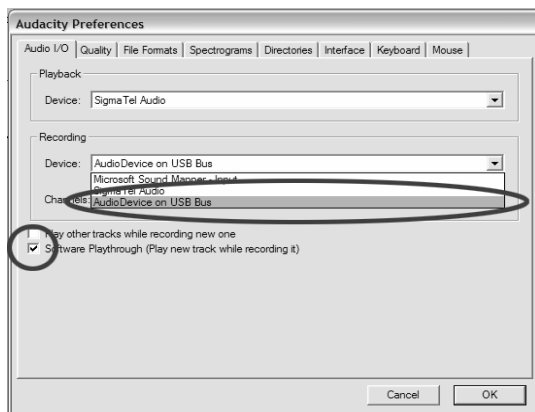 Audacity Preferences
Audio I/O Quality File Formats Spectrograms Directories Interface Keyboard Mouse
Playback
Device: SigmaTel Audio
Recording
Device: AudioDevice on USB Bus
Microsoft Sound Mapper - Input
SigmaTel Audio
Channels: AudioDevice on USB Bus
Play other tracks while recording new one
Software Playthrough (Play new track while recording it)
Cancel OK